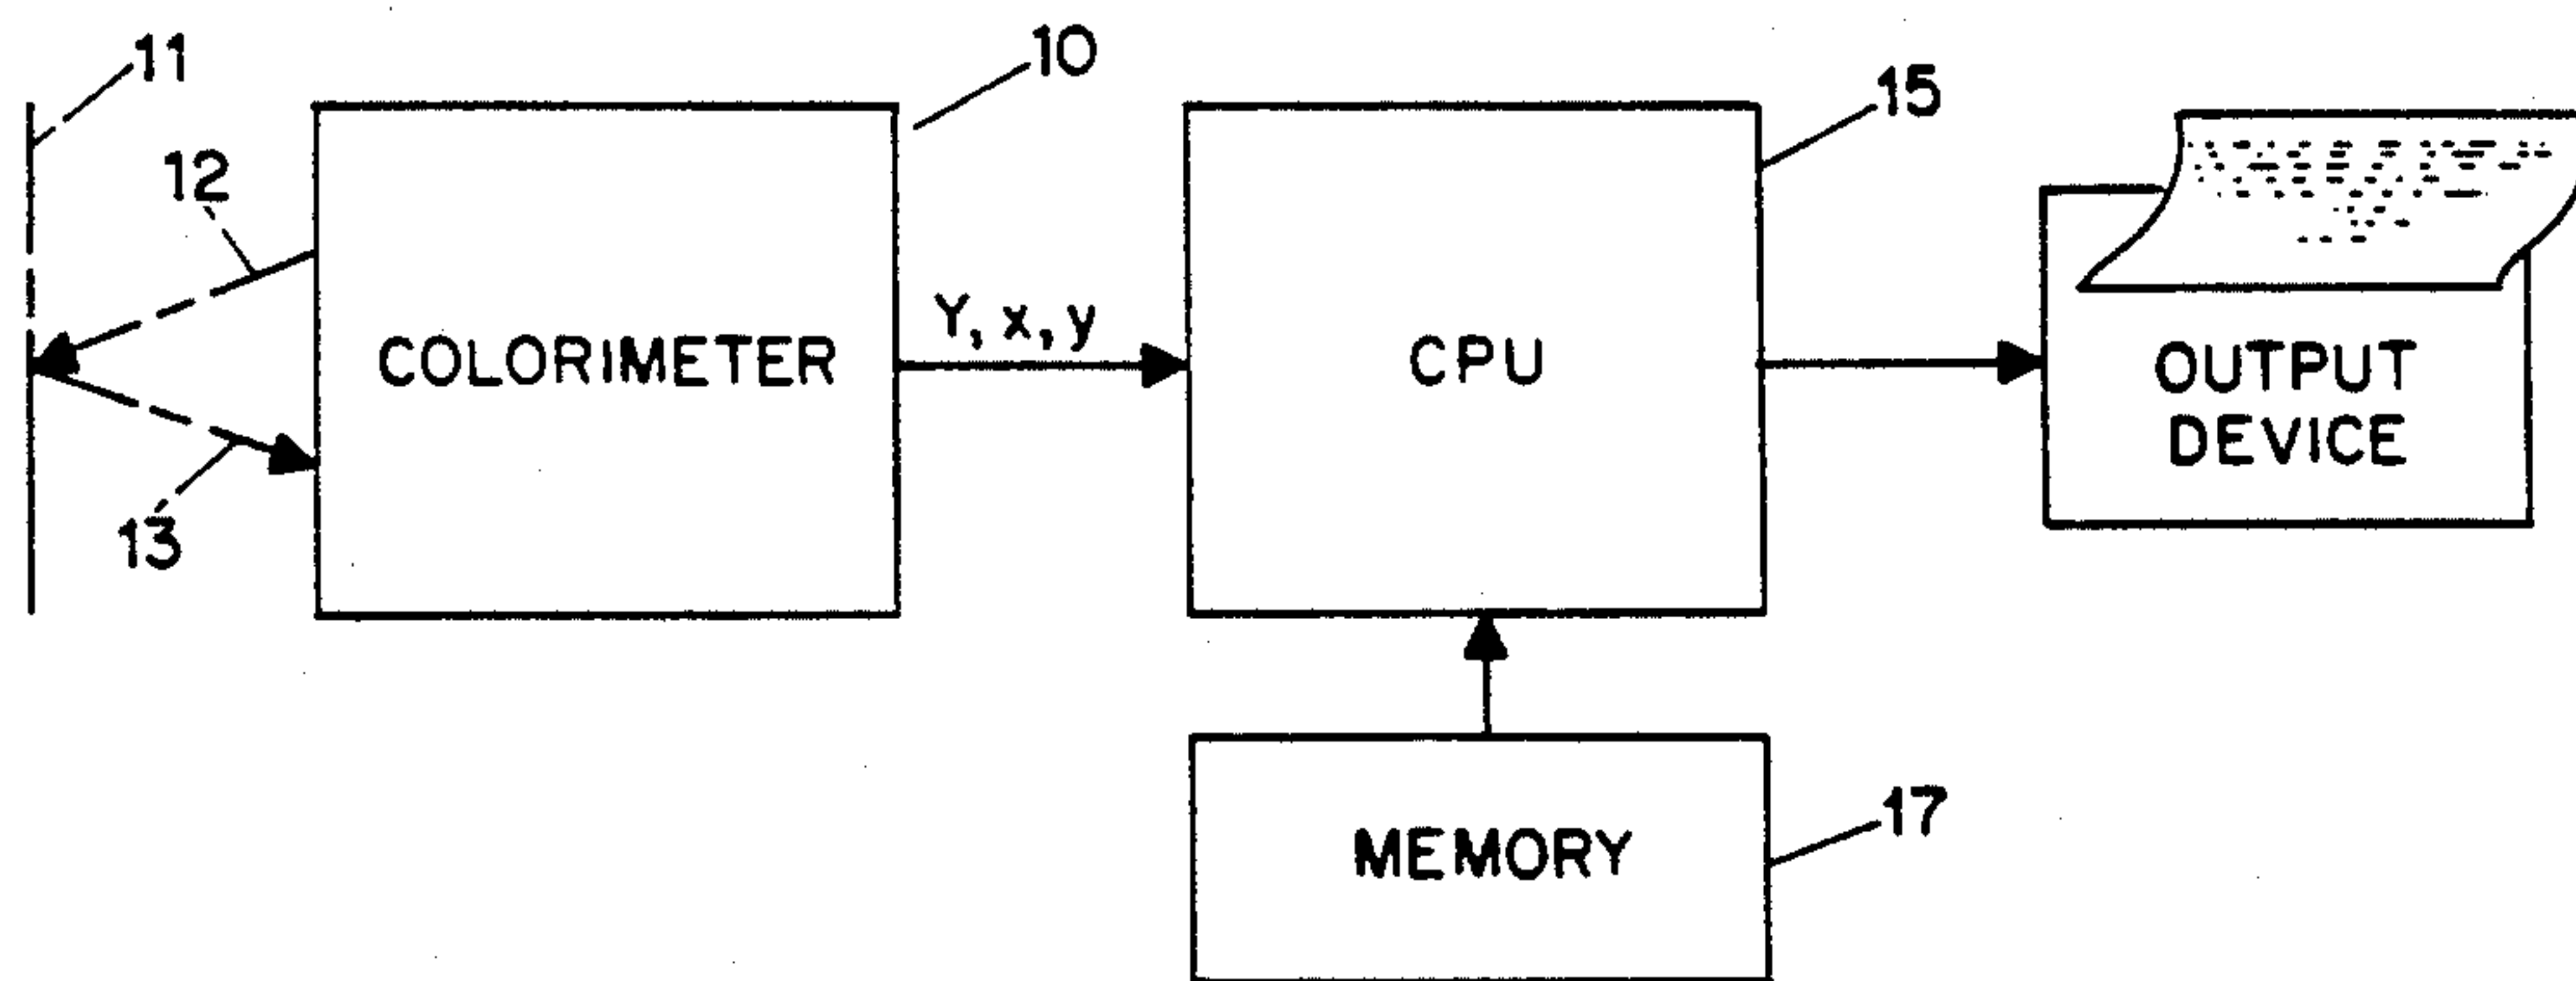 11
10
15
12
Y, x, y
COLORIMETER
CPU
OUTPUT
DEVICE
13
17
MEMORY